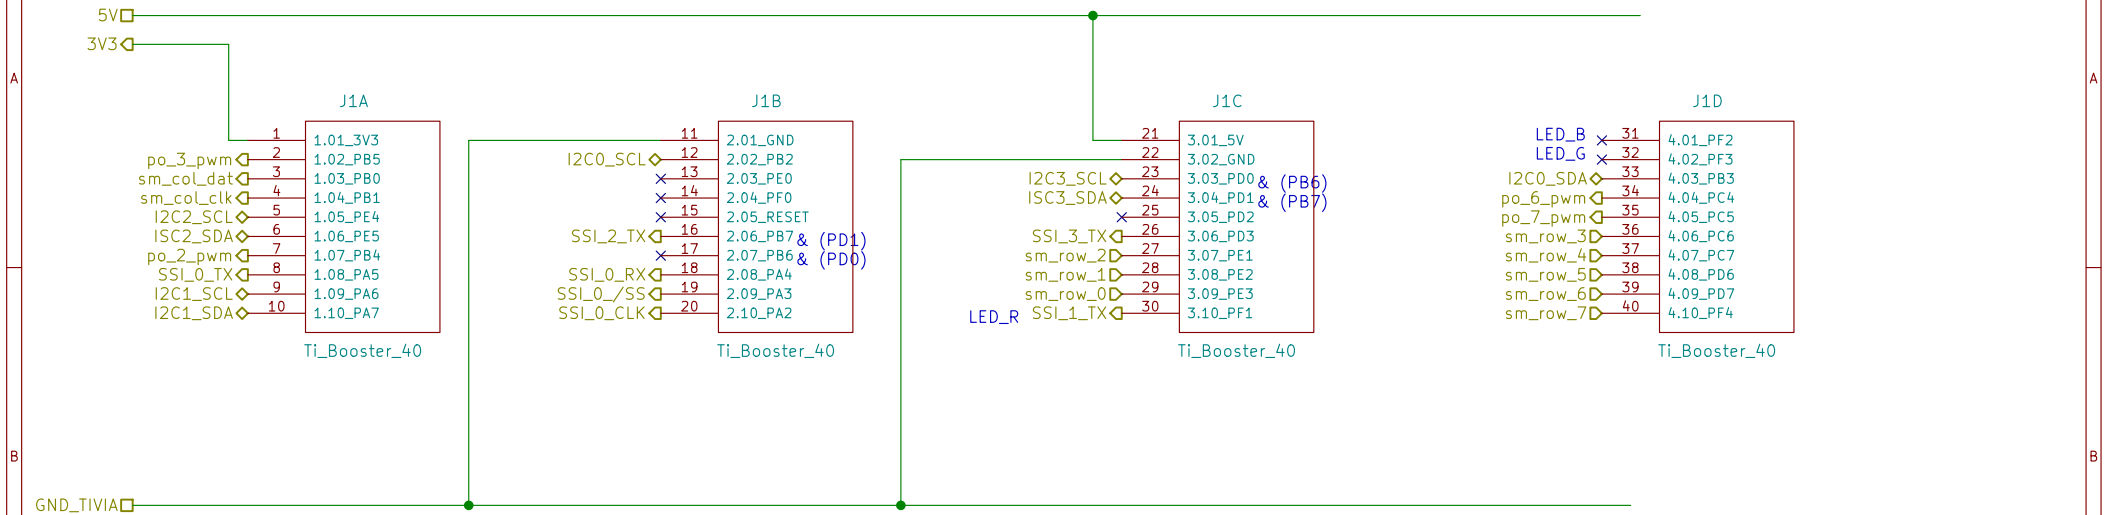 5V
3V3
A
A
J1A
J1B
J1C
J1D
1 1.01_3V3
po_3_pwm 2 1.02_PB5
sm_col_dat 3 1.03_PB0
sm_col_clk 4 1.04_PB1
I2C2_SCL 5 1.05_PE4
ISC2_SDA 6 1.06_PE5
po_2_pwm 7 1.07_PB4
SSI_0_TX 8 1.08_PA5
I2C1_SCL 9 1.09_PA6
I2C1_SDA 10 1.10_PA7
Ti_Booster_40
11 2.01_GND
I2C0_SCL 12 2.02_PB2
13 2.03_PE0
14 2.04_PF0
15 2.05_RESET
SSI_2_TX 16 2.06_PB7 & (PD1)
17 2.07_PB6 & (PD0)
SSI_0_RX 18 2.08_PA4
SSI_0_/SS 19 2.09_PA3
SSI_0_CLK 20 2.10_PA2
Ti_Booster_40
21 3.01_5V
22 3.02_GND
I2C3_SCL 23 3.03_PD0 & (PB6)
ISC3_SDA 24 3.04_PD1 & (PB7)
25 3.05_PD2
SSI_3_TX 26 3.06_PD3
sm_row_2 27 3.07_PE1
sm_row_1 28 3.08_PE2
sm_row_0 29 3.09_PE3
LED_R SSI_1_TX 30 3.10_PF1
Ti_Booster_40
LED_B 31 4.01_PF2
LED_G 32 4.02_PF3
I2C0_SDA 33 4.03_PB3
po_6_pwm 34 4.04_PC4
po_7_pwm 35 4.05_PC5
sm_row_3 36 4.06_PC6
sm_row_4 37 4.07_PC7
sm_row_5 38 4.08_PD6
sm_row_6 39 4.09_PD7
sm_row_7 40 4.10_PF4
Ti_Booster_40
B
B
GND_TIVIA